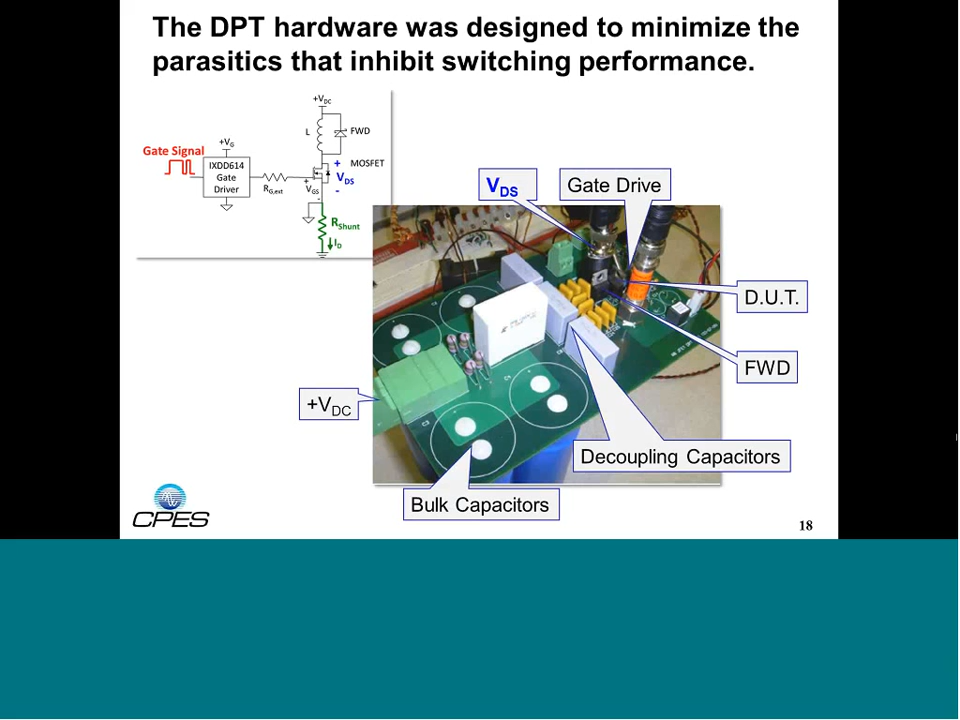 The DPT hardware was designed to minimize the
parasitics that inhibit switching performance.
+VDC
L
FWD
Gate Signal
+VG
IXDD614
Gate
Driver
RG,ext
+
MOSFET
VDS
-
+
VGS
-
RShunt
ID
VDS
Gate Drive
D.U.T.
FWD
+VDC
Decoupling Capacitors
Bulk Capacitors
CPES
18